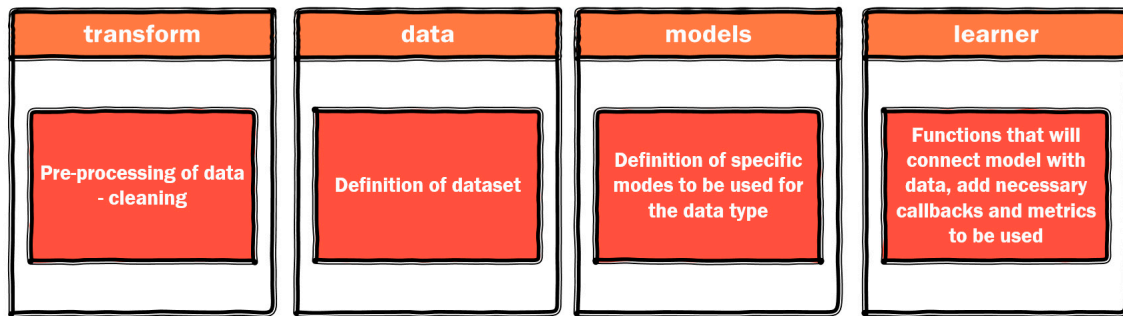 transform
Pre-processing of data
- cleaning
data
Definition of dataset
models
Definition of specific
modes to be used for
the data type
learner
Functions that will
connect model with
data, add necessary
callbacks and metrics
to be used